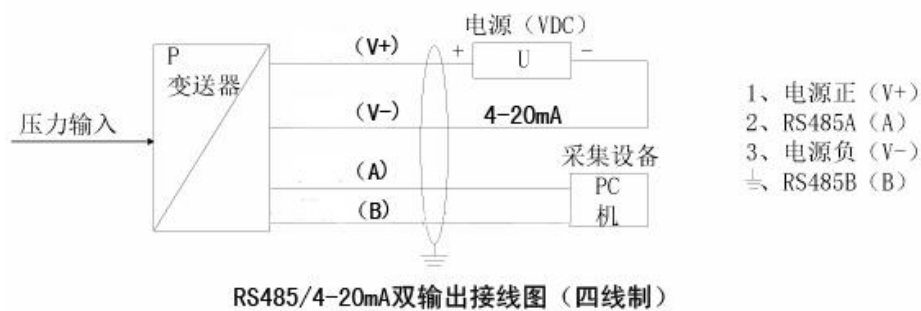 电源（VDC）
（V+）
+
U
-
P
变送器
（V-）
4-20mA
压力输入
采集设备
（A）
PC
机
（B）
1、电源正（V+）
2、RS485A（A）
3、电源负（V-）
⏚、RS485B（B）
RS485/4-20mA双输出接线图（四线制）